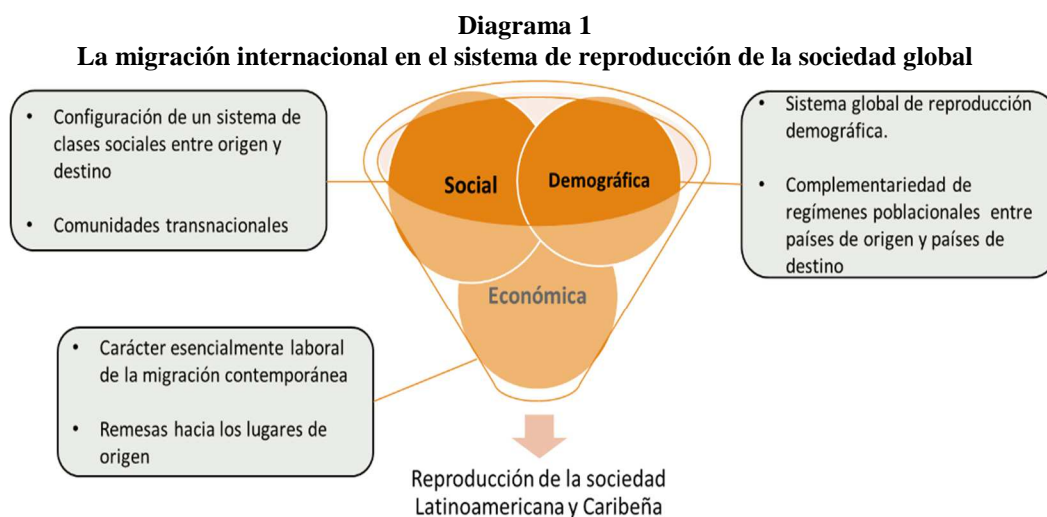 Diagrama 1
La migración internacional en el sistema de reproducción de la sociedad global
• Configuración de un sistema de
clases sociales entre origen y
destino
• Comunidades transnacionales
Social
Demográfica
Económica
• Sistema global de reproducción
demográfica.
• Complementariedad de
regímenes poblacionales entre
países de origen y países de
destino
• Carácter esencialmente laboral
de la migración contemporánea
• Remesas hacia los lugares de
origen
Reproducción de la sociedad
Latinoamericana y Caribeña